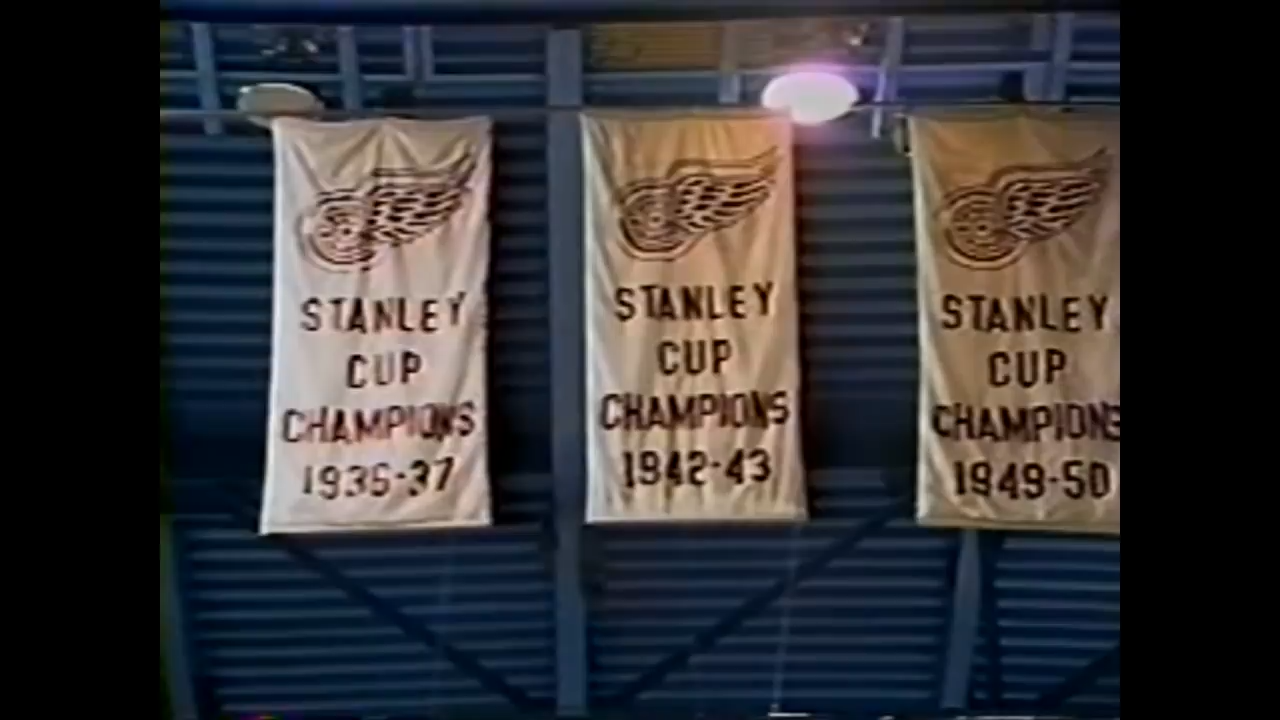 STANLEY
CUP
CHAMPIONS
1936-37
STANLEY
CUP
CHAMPIONS
1942-43
STANLEY
CUP
CHAMPIONS
1949-50